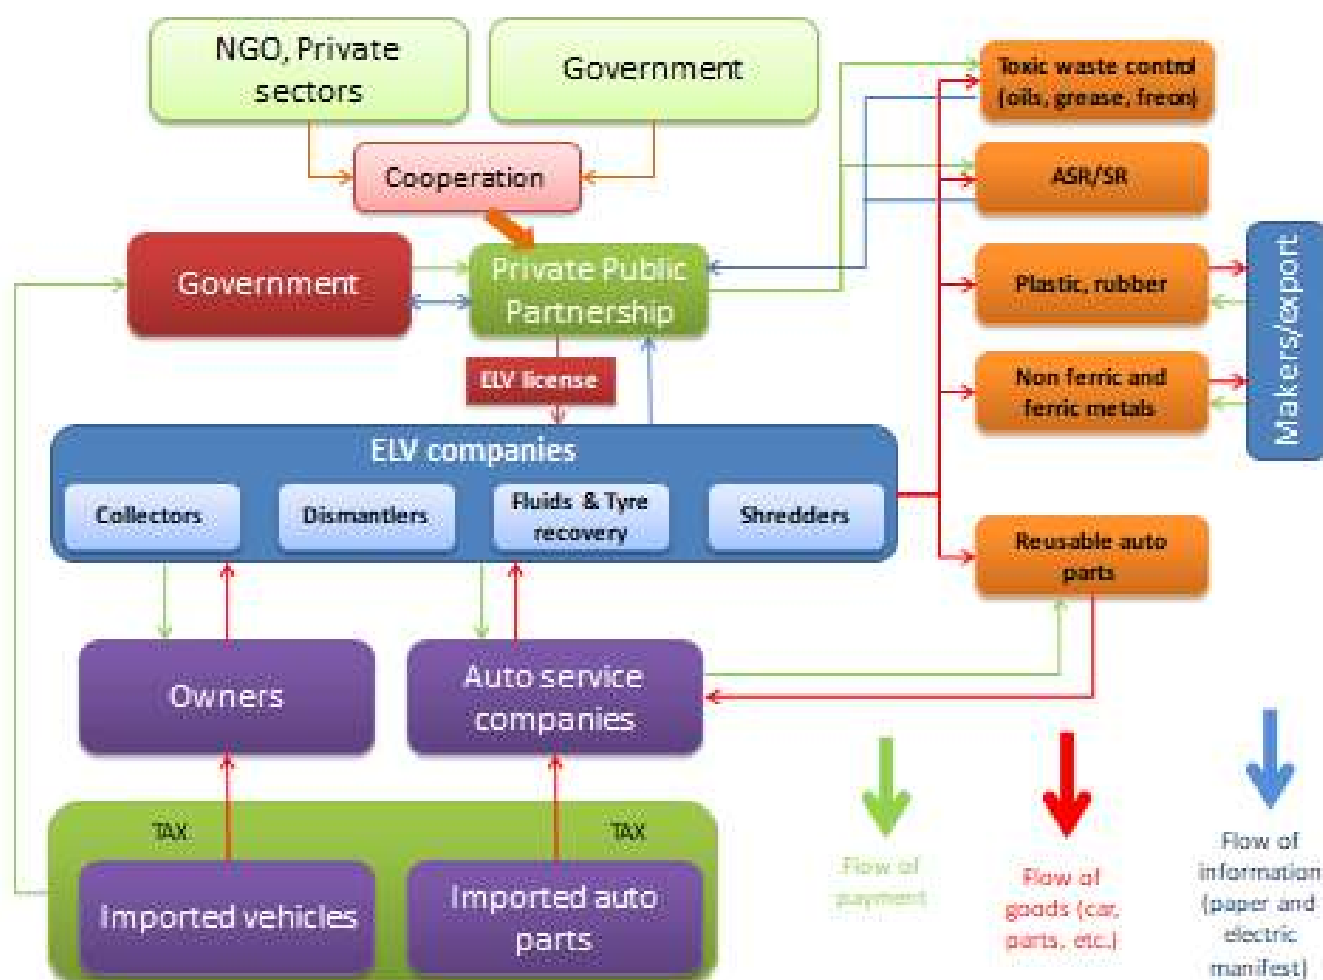 NGO, Private
sectors
Government
Cooperation
Government
Private Public
Partnership
ELV license
ELV companies
Collectors
Dismantlers
Fluids & Tyre
recovery
Shredders
Owners
Auto service
companies
TAX
TAX
Imported vehicles
Imported auto
parts
Toxic waste control
(oils, grease, freon)
ASR/SR
Plastic, rubber
Non ferric and
ferric metals
Reusable auto
parts
Makers/export
Flow of
payment
Flow of
goods (car,
parts, etc.)
Flow of
information
(paper and
electric
manifest)